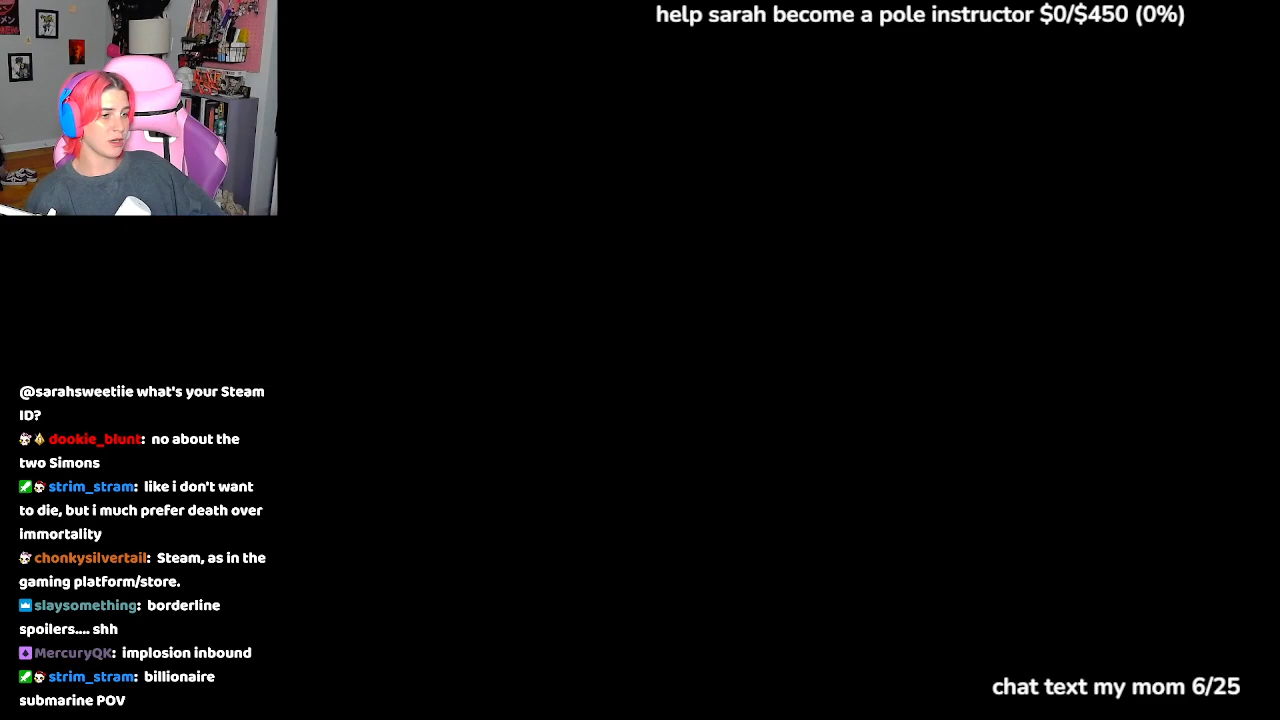 help sarah become a pole instructor $0/$450 (0%)
@sarahsweetiie what's your Steam
ID?
dookie_blunt: no about the
two Simons
strim_stram: like i don't want
to die, but i much prefer death over
immortality
chonkysilvertail: Steam, as in the
gaming platform/store.
slaysomething: borderline
spoilers.... shh
MercuryQK: implosion inbound
strim_stram: billionaire
submarine POV
chat text my mom 6/25